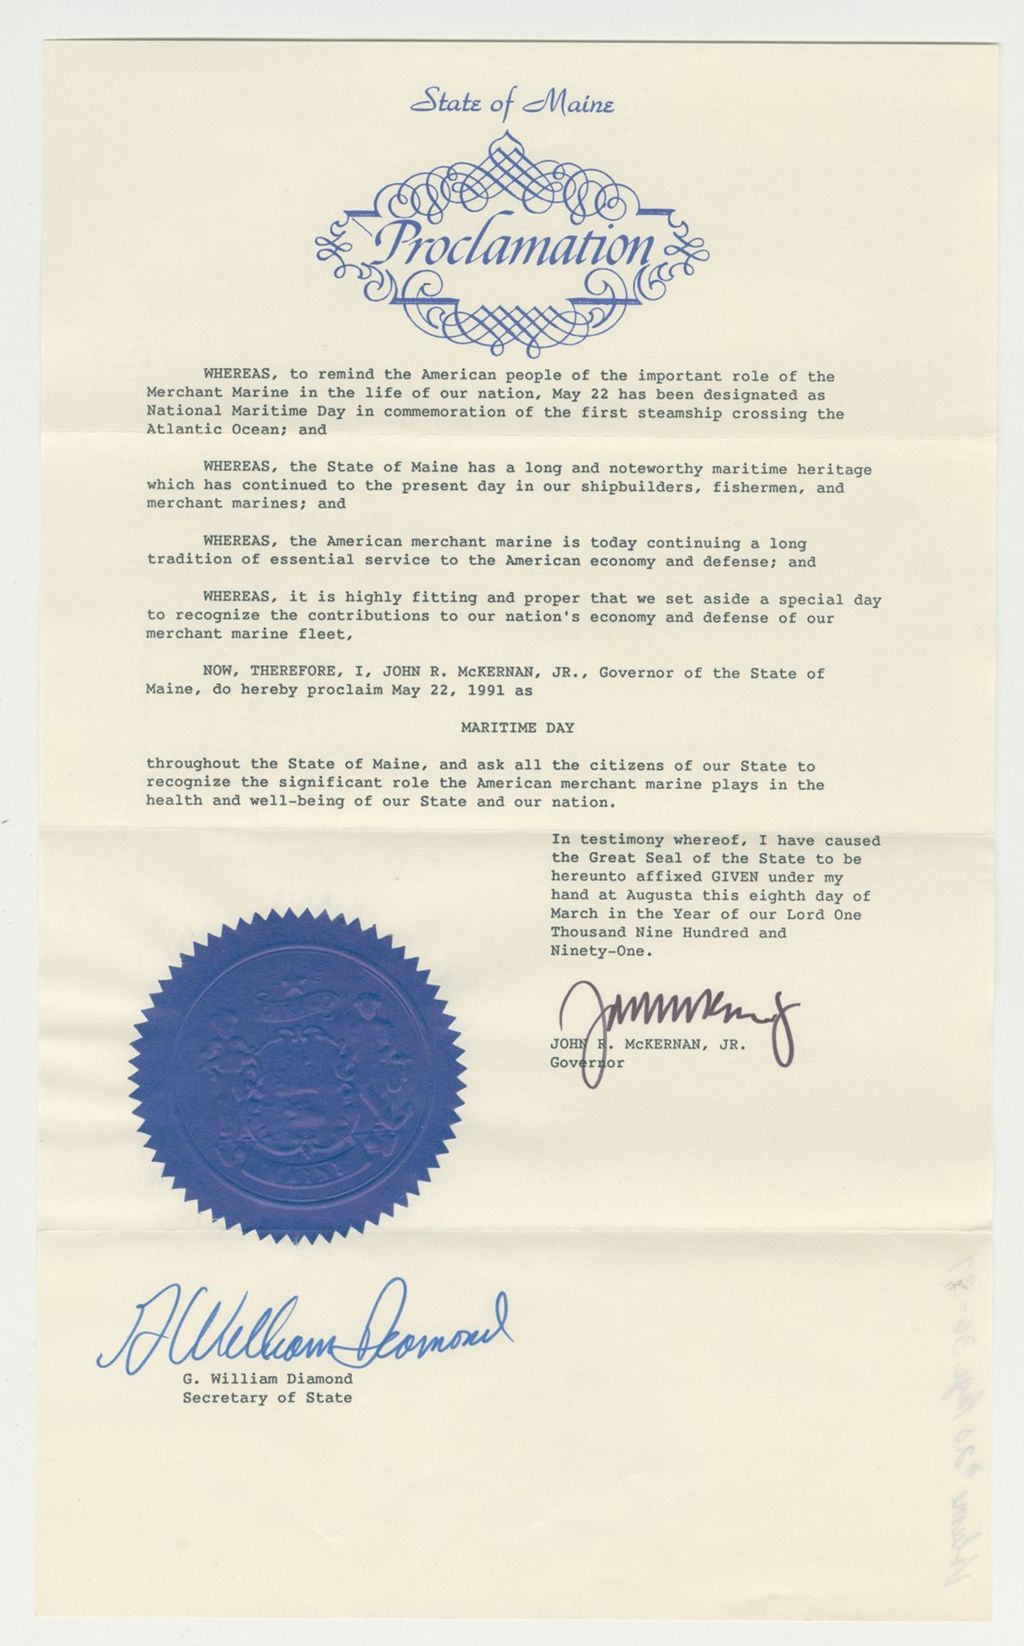 State of Maine
Proclamation
WHEREAS, to remind the American people of the important role of the
Merchant Marine in the life of our nation, May 22 has been designated as
National Maritime Day in commemoration of the first steamship crossing the
Atlantic Ocean; and
WHEREAS, the State of Maine has a long and noteworthy maritime heritage
which has continued to the present day in our shipbuilders, fishermen, and
merchant marines; and
WHEREAS, the American merchant marine is today continuing a long
tradition of essential service to the American economy and defense; and
WHEREAS, it is highly fitting and proper that we set aside a special day
to recognize the contributions to our nation's economy and defense of our
merchant marine fleet,
NOW, THEREFORE, I, JOHN R. McKERNAN, JR., Governor of the State of
Maine, do hereby proclaim May 22, 1991 as
MARITIME DAY
throughout the State of Maine, and ask all the citizens of our State to
recognize the significant role the American merchant marine plays in the
health and well-being of our State and our nation.
In testimony whereof, I have caused
the Great Seal of the State to be
hereunto affixed GIVEN under my
hand at Augusta this eighth day of
March in the Year of our Lord One
Thousand Nine Hundred and
Ninety-One.
JOHN R. McKERNAN, JR.
Governor
G William Diamond
G. William Diamond
Secretary of State